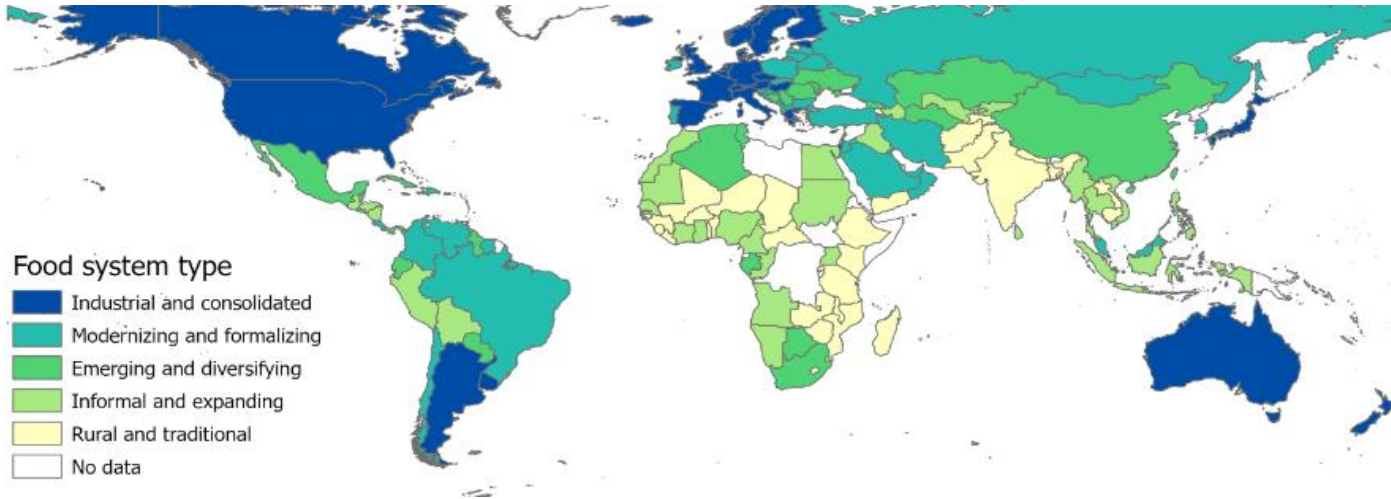 Food system type
Industrial and consolidated
Modernizing and formalizing
Emerging and diversifying
Informal and expanding
Rural and traditional
No data